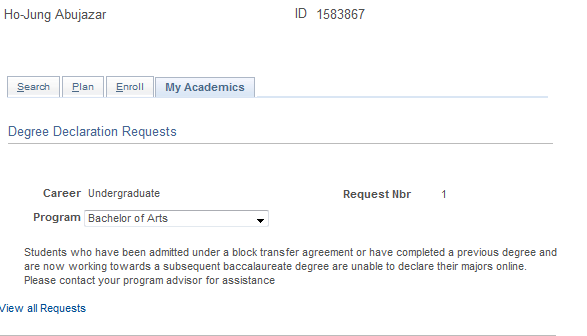 Ho-Jung Abujazar ID 1583867
Search Plan Enroll My Academics
Degree Declaration Requests
Career Undergraduate Request Nbr 1
Program Bachelor of Arts
Students who have been admitted under a block transfer agreement or have completed a previous degree and
are now working towards a subsequent baccalaureate degree are unable to declare their majors online.
Please contact your program advisor for assistance
View all Requests